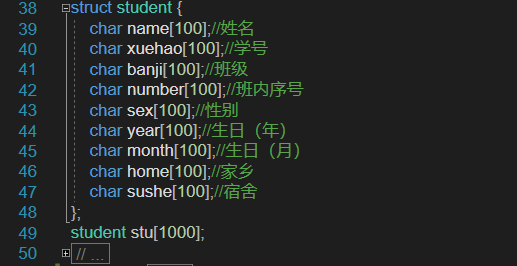 38 struct student {
39 char name[100];//姓名
40 char xuehao[100];//学号
41 char banji[100];//班级
42 char number[100];//班内序号
43 char sex[100];//性别
44 char year[100];//生日（年）
45 char month[100];//生日（月）
46 char home[100];//家乡
47 char sushe[100];//宿舍
48 };
49 student stu[1000];
50 // ...